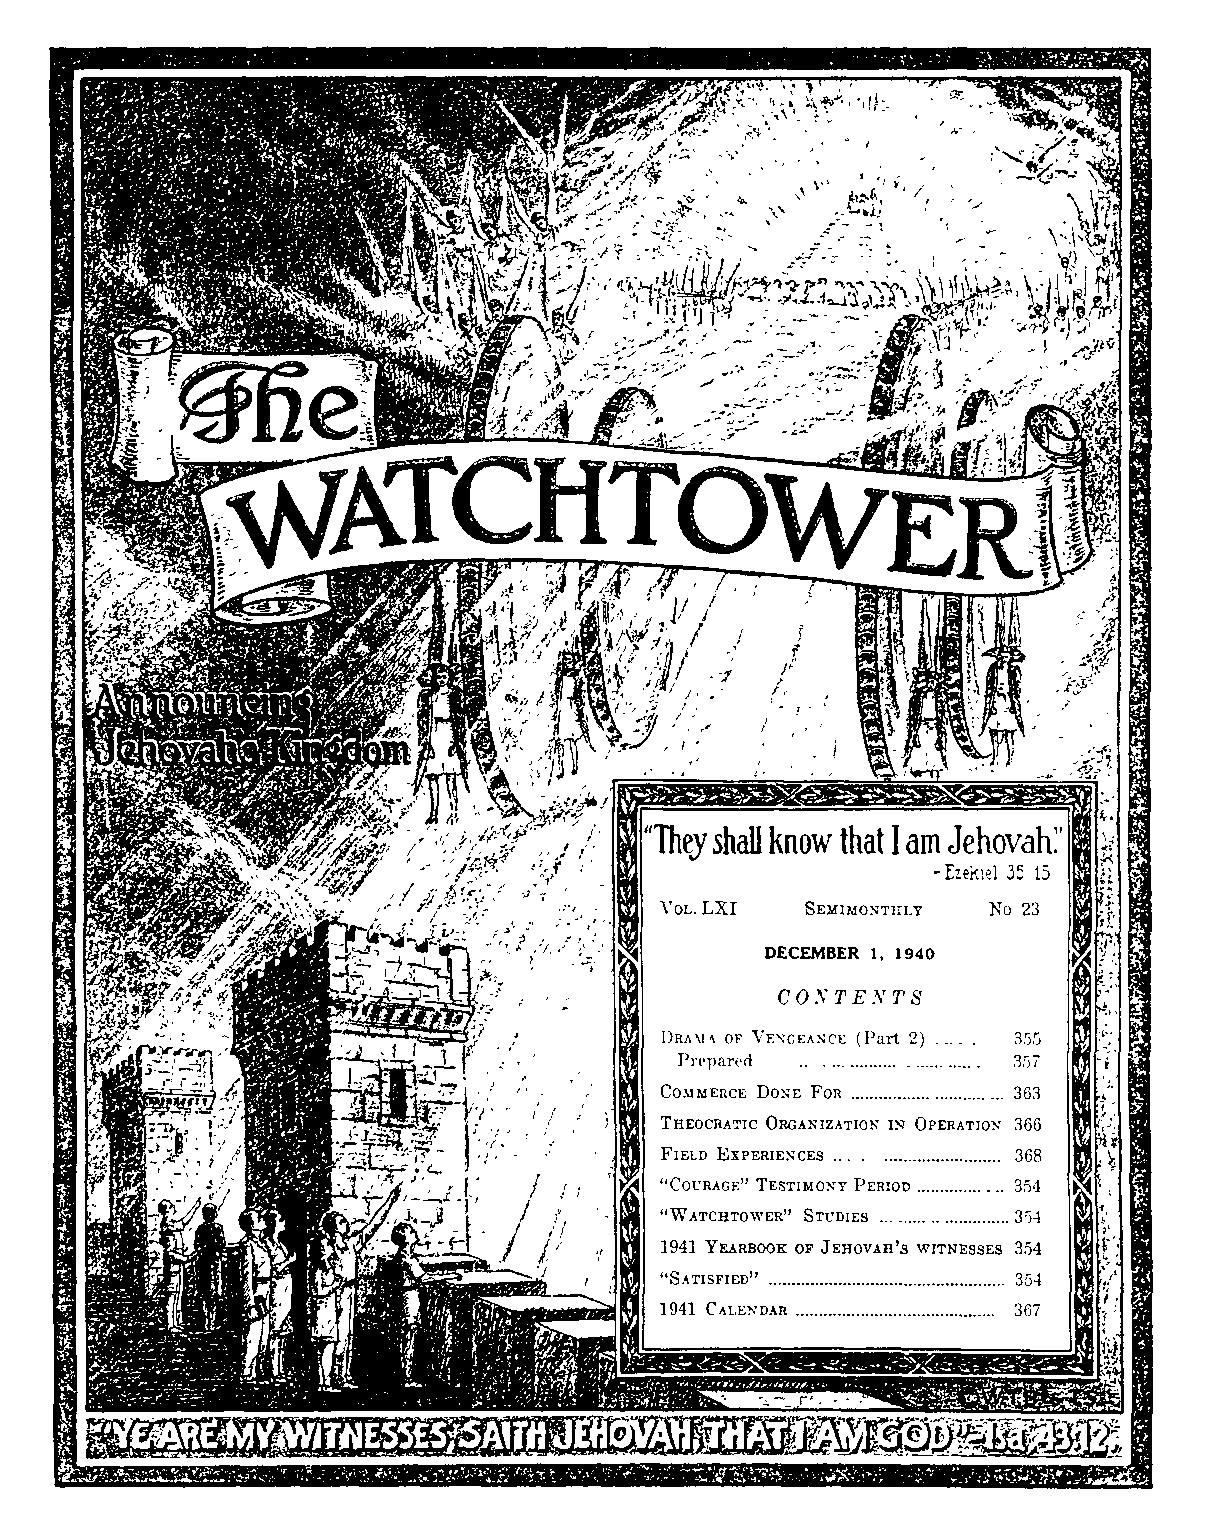 The
WATCHTOWER
Announcing
Jehovah's Kingdom
"They shall know that I am Jehovah."
- Ezekiel 35 15
VOL. LXI SEMIMONTHLY No 23
DECEMBER 1, 1940
CONTENTS
DRAMA OF VENGEANCE (Part 2) ..... 355
Prepared .......... 357
COMMERCE DONE FOR .......... 363
THEOCRATIC ORGANIZATION IN OPERATION 366
FIELD EXPERIENCES .......... 368
"COURAGE" TESTIMONY PERIOD .......... 354
"WATCHTOWER" STUDIES .......... 354
1941 YEARBOOK OF JEHOVAH'S WITNESSES 354
"SATISFIED" .......... 354
1941 CALENDAR .......... 367
"YE ARE MY WITNESSES, SAITH JEHOVAH, THAT I AM GOD."-Isa. 43:12.